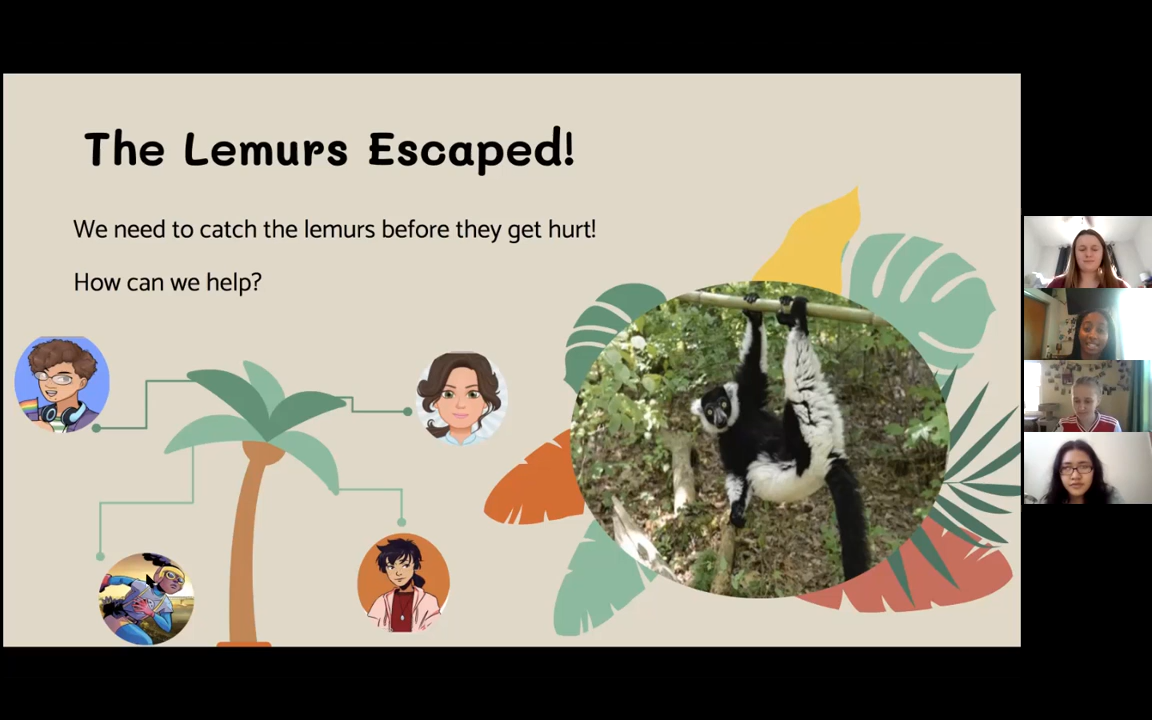 The Lemurs Escaped!
We need to catch the lemurs before they get hurt!
How can we help?